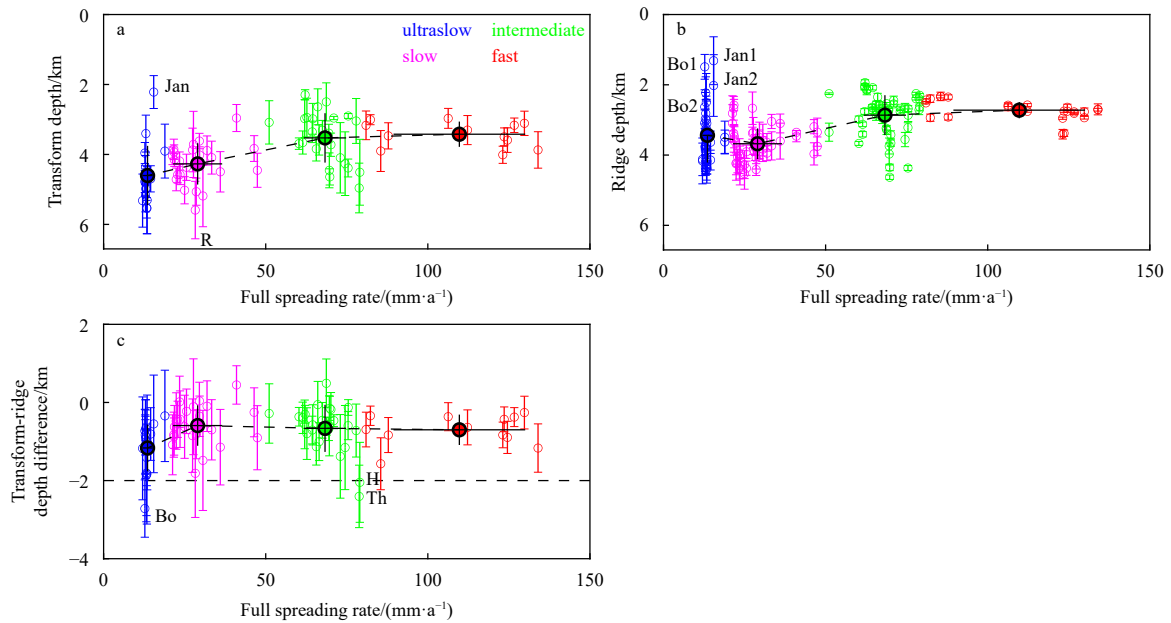 a
ultraslow
intermediate
slow
fast
Jan
R
0
2
4
6
0
50
100
150
Transform depth/km
Full spreading rate/(mm·a⁻¹)
b
Bo1
Jan1
Jan2
Bo2
0
2
4
6
0
50
100
150
Ridge depth/km
Full spreading rate/(mm·a⁻¹)
c
H
Th
Bo
2
0
−2
−4
0
50
100
150
Transform-ridge
depth difference/km
Full spreading rate/(mm·a⁻¹)